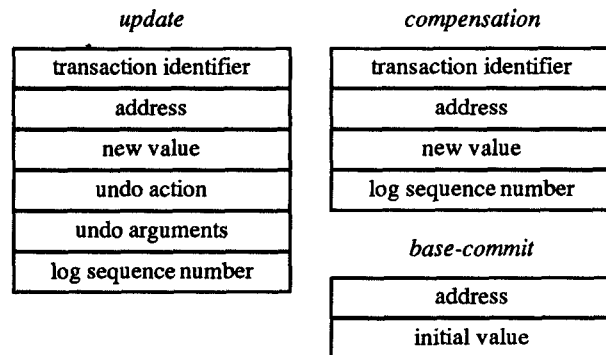 update
transaction identifier
address
new value
undo action
undo arguments
log sequence number
compensation
transaction identifier
address
new value
log sequence number
base-commit
address
initial value